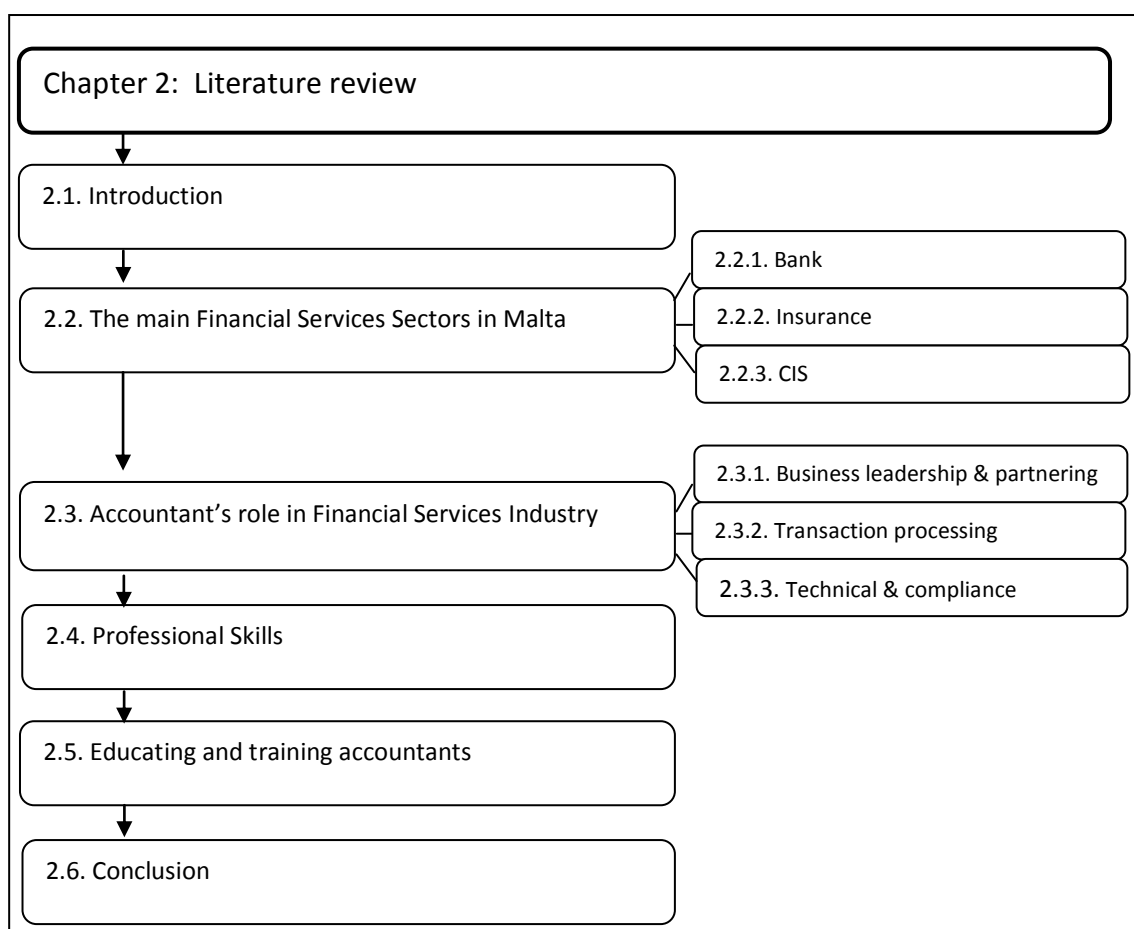 Chapter 2:  Literature review
2.1. Introduction
2.2. The main Financial Services Sectors in Malta
2.2.1. Bank
2.2.2. Insurance
2.2.3. CIS
2.3. Accountant’s role in Financial Services Industry
2.3.1. Business leadership & partnering
2.3.2. Transaction processing
2.3.3. Technical & compliance
2.4. Professional Skills
2.5. Educating and training accountants
2.6. Conclusion